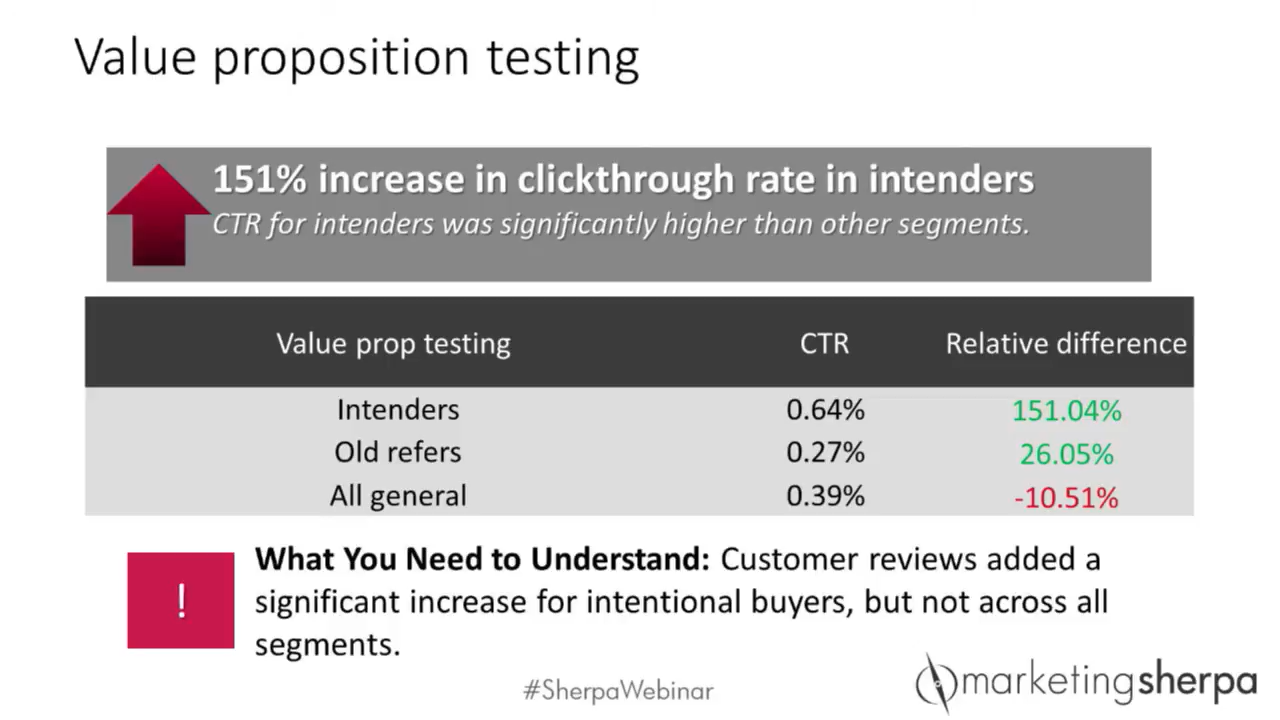 Value proposition testing
151% increase in clickthrough rate in intenders
CTR for intenders was significantly higher than other segments.
Value prop testing CTR Relative difference
Intenders 0.64% 151.04%
Old refers 0.27% 26.05%
All general 0.39% -10.51%
! What You Need to Understand: Customer reviews added a
significant increase for intentional buyers, but not across all
segments.
#SherpaWebinar
marketingsherpa